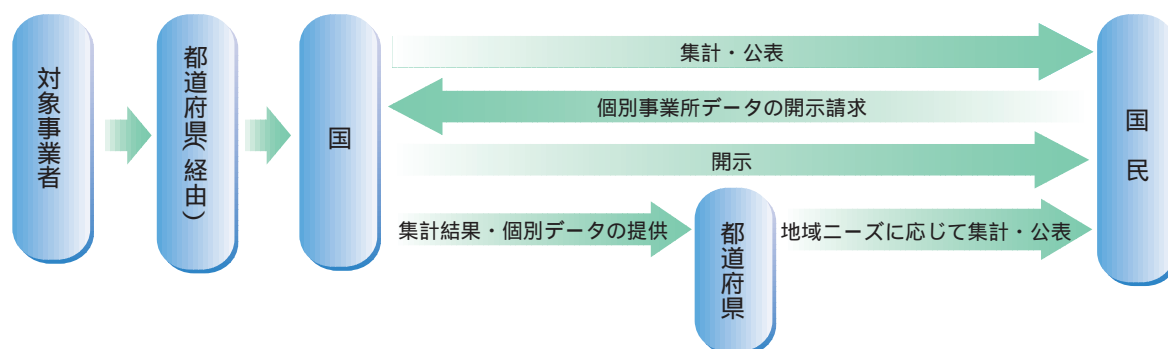 対象事業者
都道府県(経由)
国
集計・公表
個別事業所データの開示請求
開示
集計結果・個別データの提供
都道府県
地域ニーズに応じて集計・公表
国民